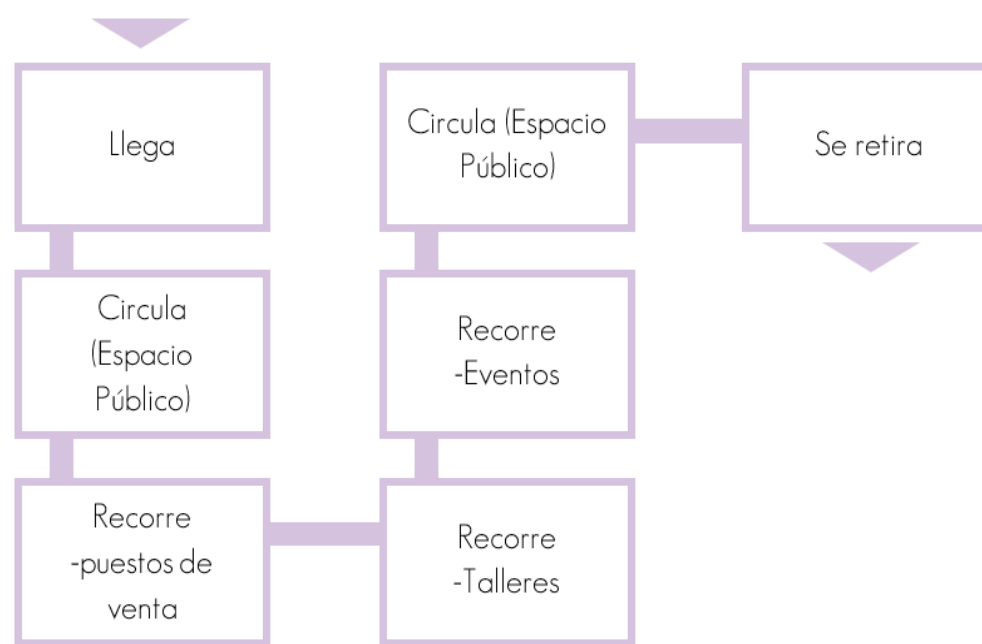 Llega
Circula
(Espacio
Público)
Recorre
-puestos de
venta
Recorre
-Talleres
Recorre
-Eventos
Circula (Espacio
Público)
Se retira